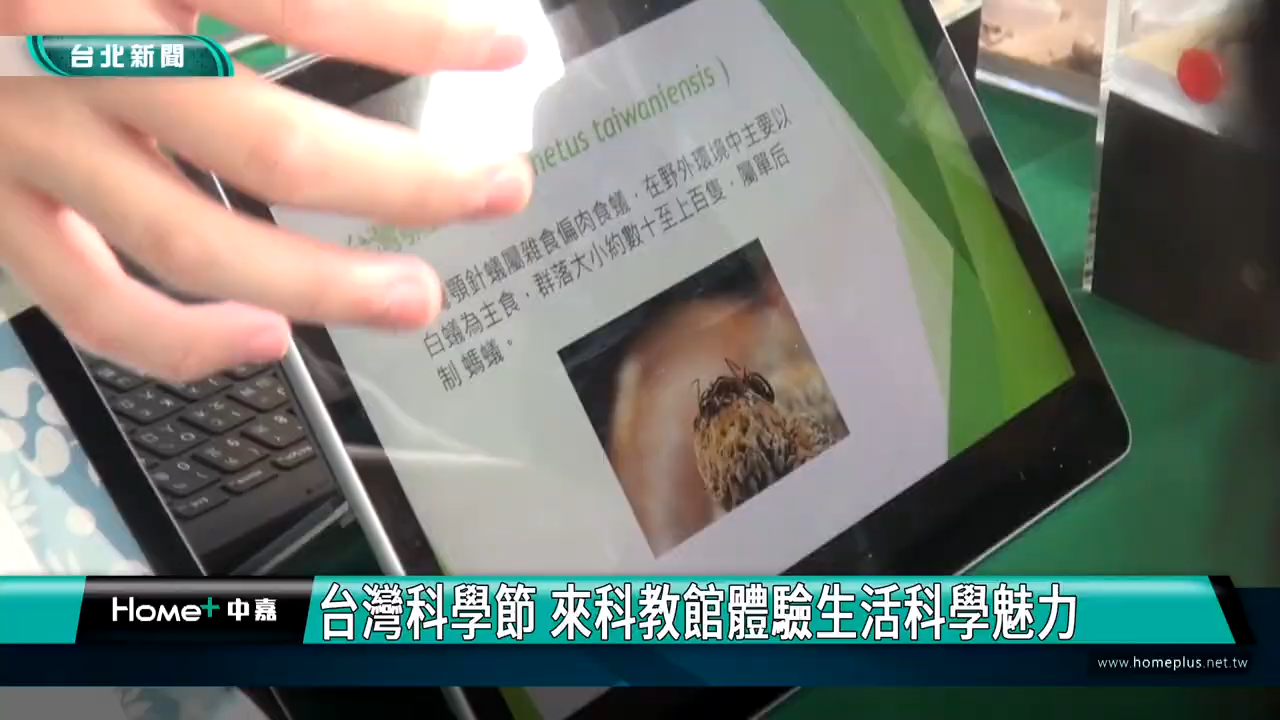 台北新聞
netus taiwaniensis )
顎針蟻屬雜食偏肉食蟻，在野外環境中主要以
白蟻為主食，群落大小約數十至上百隻，屬單后
制 螞蟻。
Home+ 中嘉
台灣科學節 來科教館體驗生活科學魅力
www.homeplus.net.tw